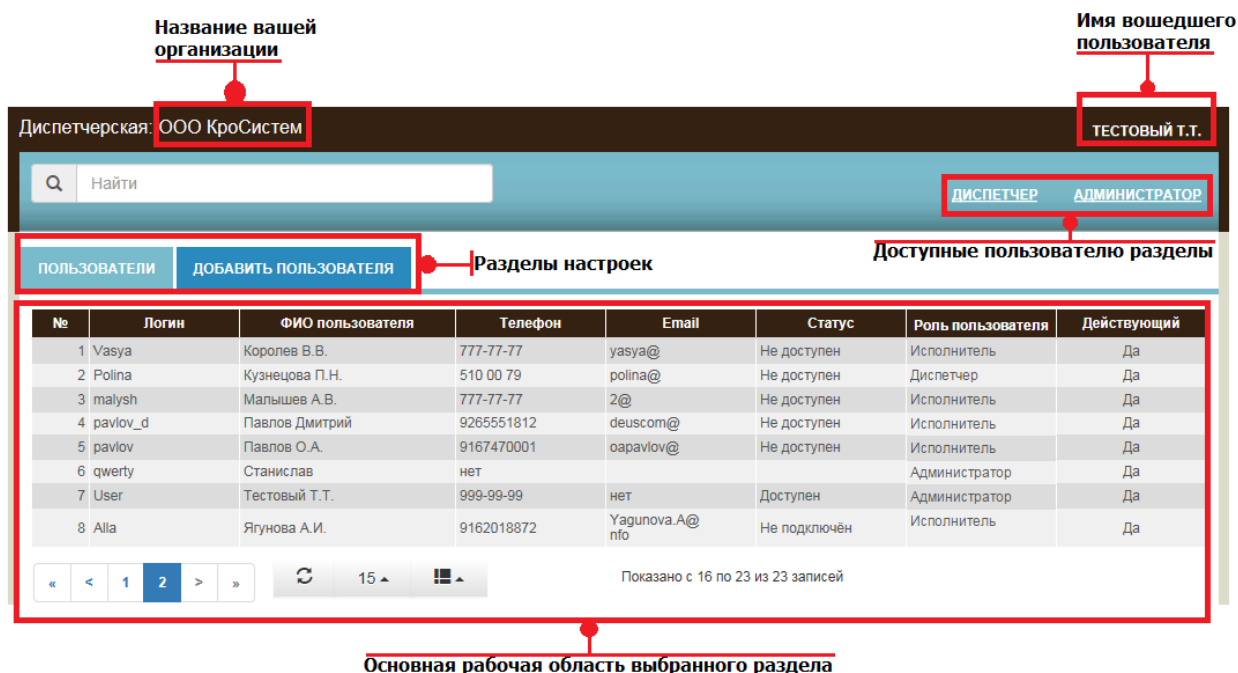 Название вашей
организации
Имя вошедшего
пользователя
Диспетчерская: ООО КроСистем
ТЕСТОВЫЙ Т.Т.
Найти
ДИСПЕТЧЕР АДМИНИСТРАТОР
Доступные пользователю разделы
ПОЛЬЗОВАТЕЛИ ДОБАВИТЬ ПОЛЬЗОВАТЕЛЯ
Разделы настроек
№ Логин ФИО пользователя Телефон Email Статус Роль пользователя Действующий
1 Vasya Королев В.В. 777-77-77 yasya@ Не доступен Исполнитель Да
2 Polina Кузнецова П.Н. 510 00 79 polina@ Не доступен Диспетчер Да
3 malysh Малышев А.В. 777-77-77 2@ Не доступен Исполнитель Да
4 pavlov_d Павлов Дмитрий 9265551812 deuscom@ Не доступен Исполнитель Да
5 pavlov Павлов О.А. 9167470001 oapavlov@ Не доступен Исполнитель Да
6 qwerty Станислав нет Администратор Да
7 User Тестовый Т.Т. 999-99-99 нет Доступен Администратор Да
8 Alla Ягунова А.И. 9162018872 Yagunova.A@ Не подключён Исполнитель Да
nfo
« < 1 2 > » 15 Показано с 16 по 23 из 23 записей
Основная рабочая область выбранного раздела